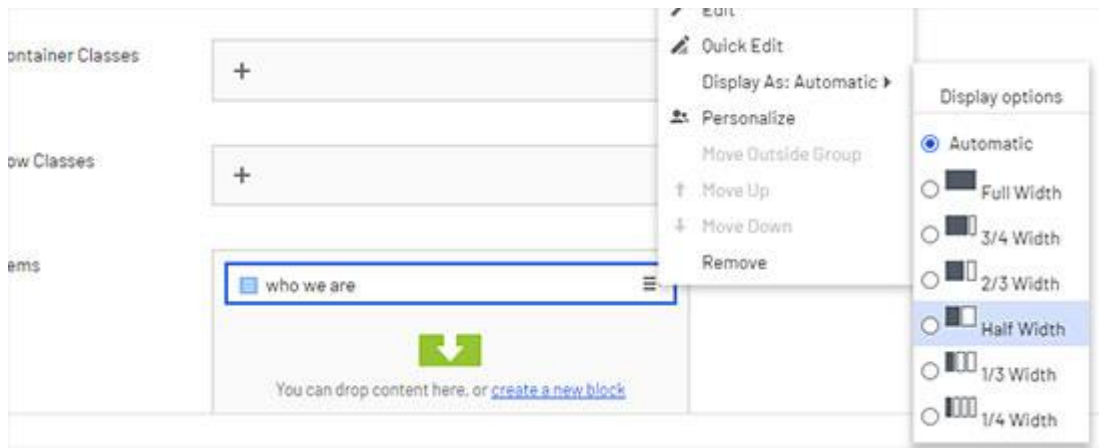 Edit
ontainer Classes
Quick Edit
Display As: Automatic
Personalize
Move Outside Group
ow Classes
Move Up
Move Down
ems
Remove
who we are
You can drop content here, or create a new block
Display options
Automatic
Full Width
3/4 Width
2/3 Width
Half Width
1/3 Width
1/4 Width